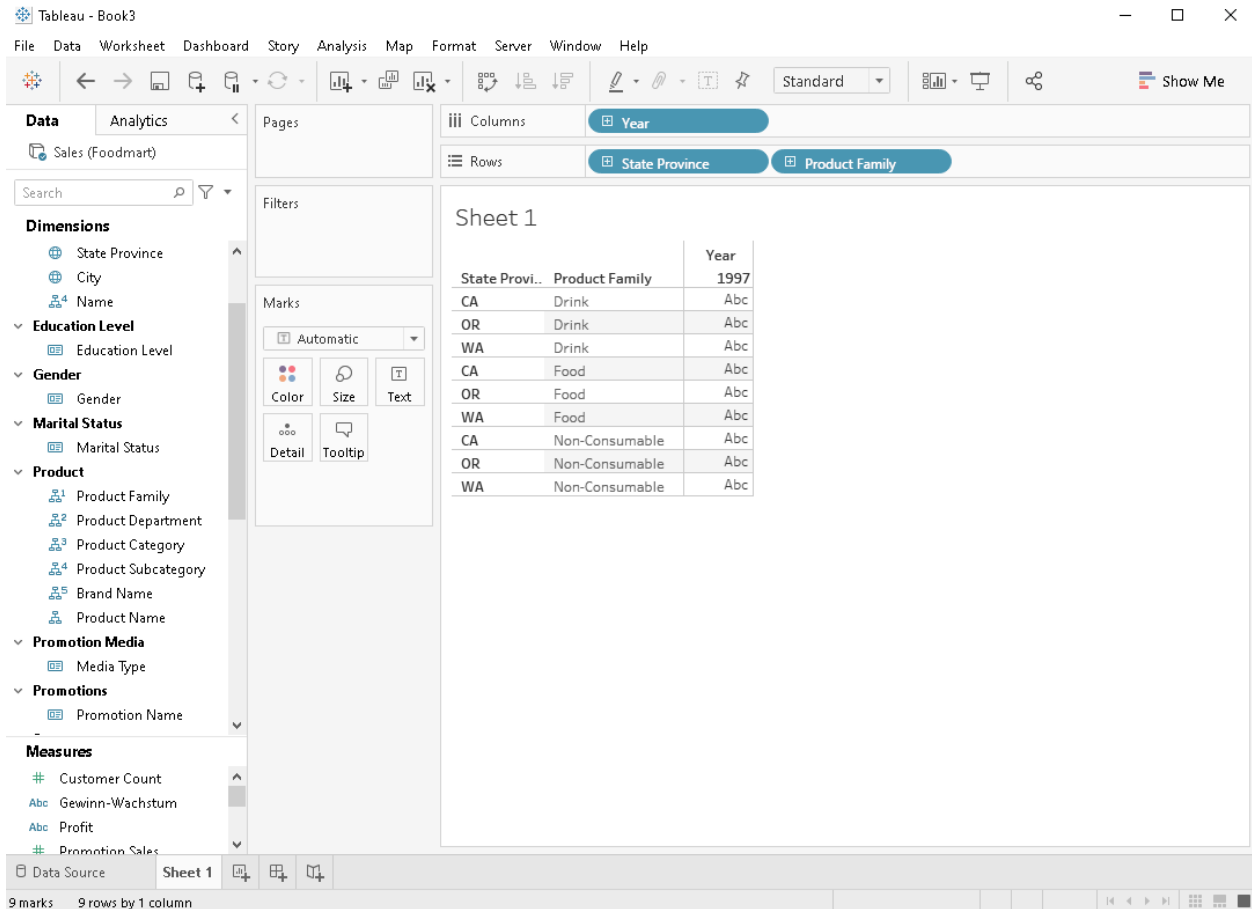 Tableau - Book3
File Data Worksheet Dashboard Story Analysis Map Format Server Window Help
Standard
Show Me
Data Analytics
Sales (Foodmart)
Search
Dimensions
State Province
City
4 Name
Education Level
Education Level
Gender
Gender
Marital Status
Marital Status
Product
1 Product Family
2 Product Department
3 Product Category
4 Product Subcategory
5 Brand Name
Product Name
Promotion Media
Media Type
Promotions
Promotion Name
Measures
# Customer Count
Abc Gewinn-Wachstum
Abc Profit
# Promotion Sales
Pages
Filters
Marks
T Automatic
Color Size Text
Detail Tooltip
Columns Year
Rows State Province Product Family
Sheet 1
Year
State Provi.. Product Family 1997
CA Drink Abc
OR Drink Abc
WA Drink Abc
CA Food Abc
OR Food Abc
WA Food Abc
CA Non-Consumable Abc
OR Non-Consumable Abc
WA Non-Consumable Abc
Data Source Sheet 1
9 marks 9 rows by 1 column